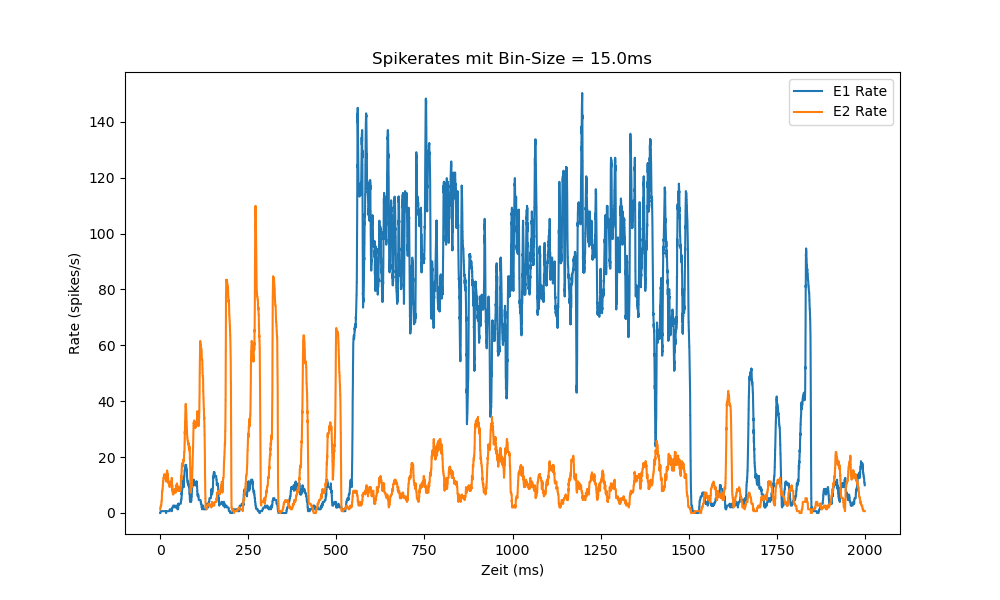 Spikerates mit Bin-Size = 15.0ms
E1 Rate
E2 Rate
Rate (spikes/s)
140
120
100
80
60
40
20
0
0 250 500 750 1000 1250 1500 1750 2000
Zeit (ms)